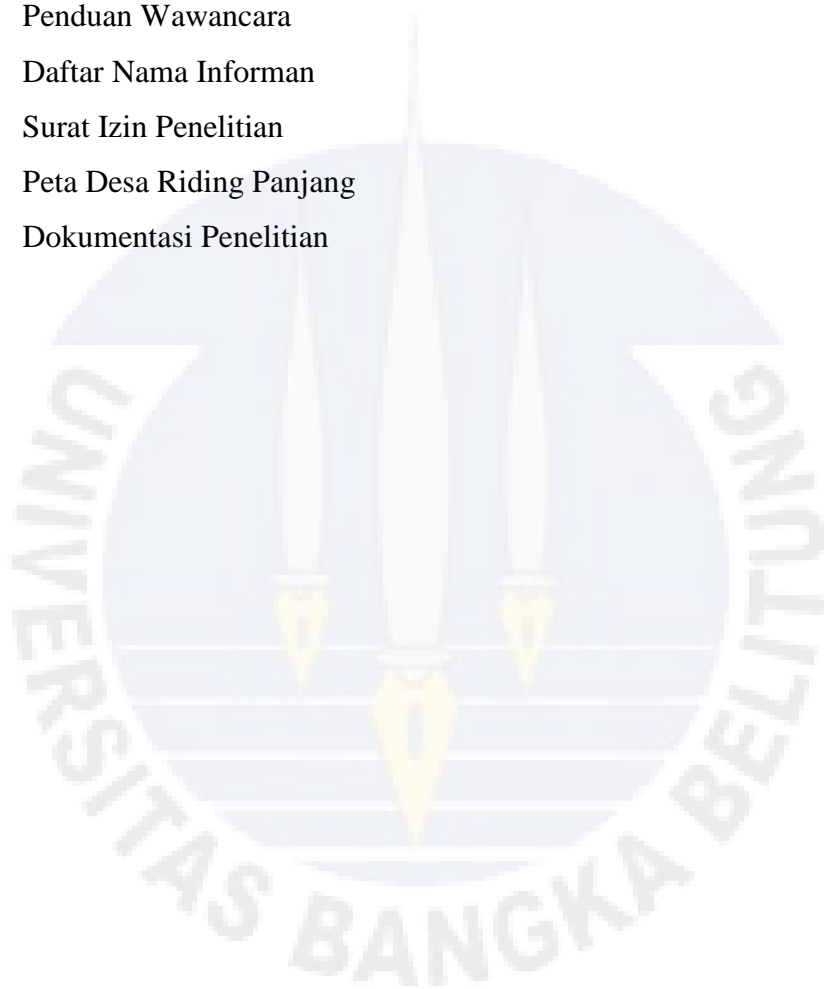 Penduan Wawancara
Daftar Nama Informan
Surat Izin Penelitian
Peta Desa Riding Panjang
Dokumentasi Penelitian
UNIVERSITAS BANGKA BELITUNG